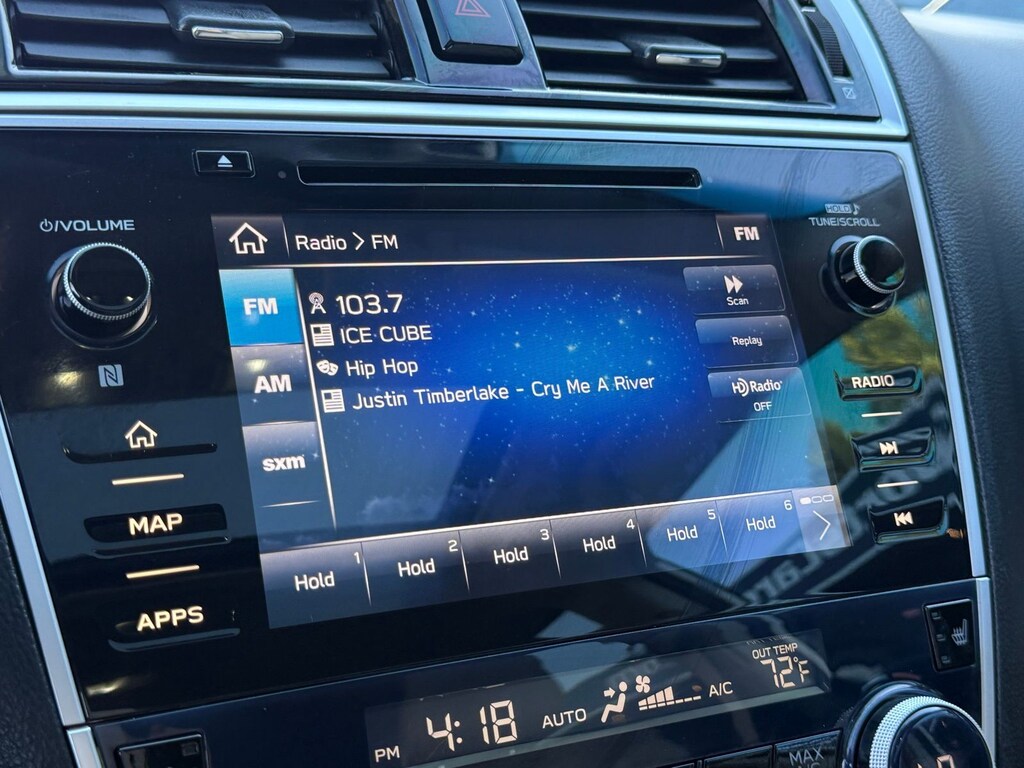 ⏻/VOLUME
HOLD
TUNE/SCROLL
Radio > FM
FM
FM
103.7
Scan
ICE CUBE
Replay
AM
Hip Hop
HD Radio
OFF
RADIO
Justin Timberlake - Cry Me A River
sxm
MAP
Hold 1
Hold 2
Hold 3
Hold 4
Hold 5
Hold 6
APPS
OUT TEMP
72°F
PM 4:18 AUTO A/C
MAX